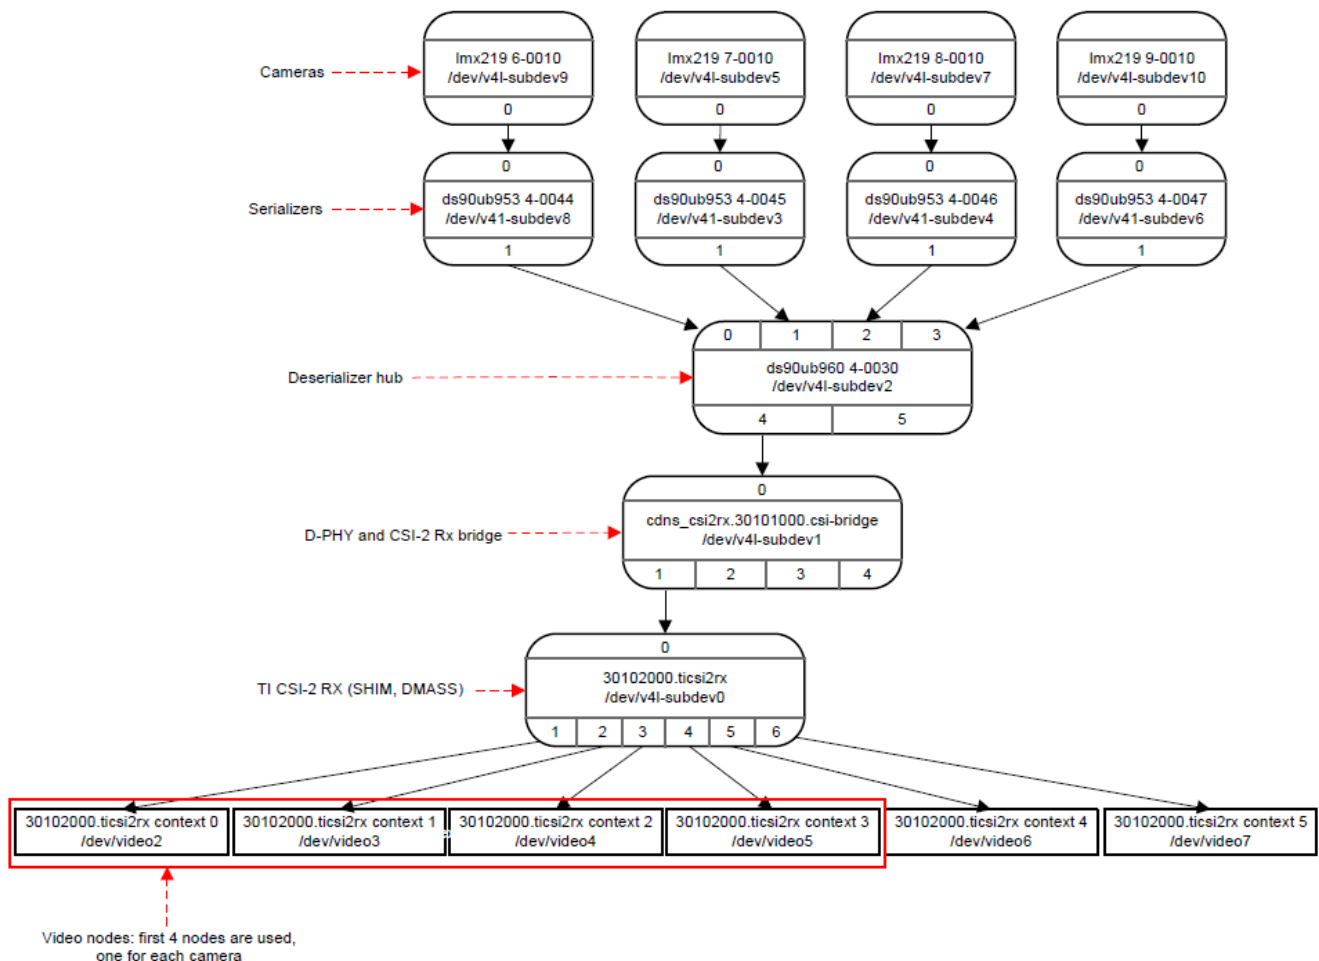 Imx219 6-0010
/dev/v4l-subdev9
0
Imx219 7-0010
/dev/v4l-subdev5
0
Imx219 8-0010
/dev/v4l-subdev7
0
Imx219 9-0010
/dev/v4l-subdev10
0
Cameras
0
ds90ub953 4-0044
/dev/v41-subdev8
1
0
ds90ub953 4-0045
/dev/v41-subdev3
1
0
ds90ub953 4-0046
/dev/v41-subdev4
1
0
ds90ub953 4-0047
/dev/v41-subdev6
1
Serializers
0 1 2 3
ds90ub960 4-0030
/dev/v4l-subdev2
4 5
Deserializer hub
0
cdns_csi2rx.30101000.csi-bridge
/dev/v4l-subdev1
1 2 3 4
D-PHY and CSI-2 Rx bridge
0
30102000.ticsi2rx
/dev/v4l-subdev0
1 2 3 4 5 6
TI CSI-2 RX (SHIM, DMASS)
30102000.ticsi2rx context 0
/dev/video2
30102000.ticsi2rx context 1
/dev/video3
30102000.ticsi2rx context 2
/dev/video4
30102000.ticsi2rx context 3
/dev/video5
30102000.ticsi2rx context 4
/dev/video6
30102000.ticsi2rx context 5
/dev/video7
Video nodes: first 4 nodes are used,
one for each camera